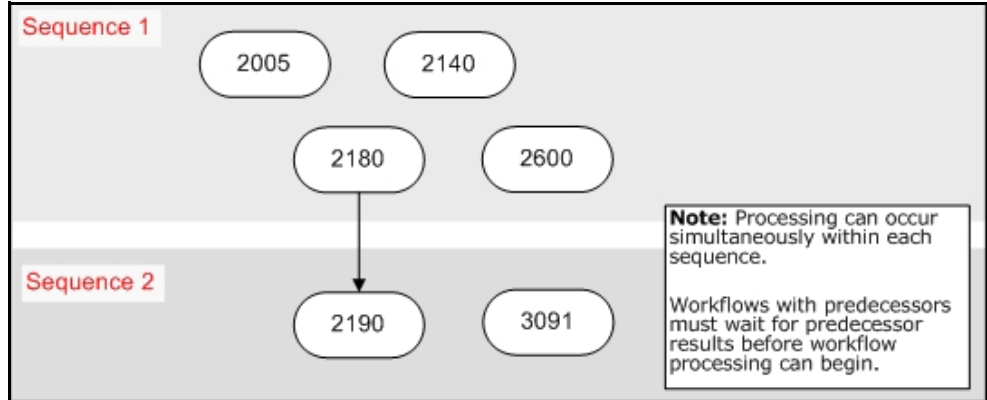 Sequence 1
2005
2140
2180
2600
Note: Processing can occur
simultaneously within each
sequence.
Workflows with predecessors
must wait for predecessor
results before workflow
processing can begin.
Sequence 2
2190
3091